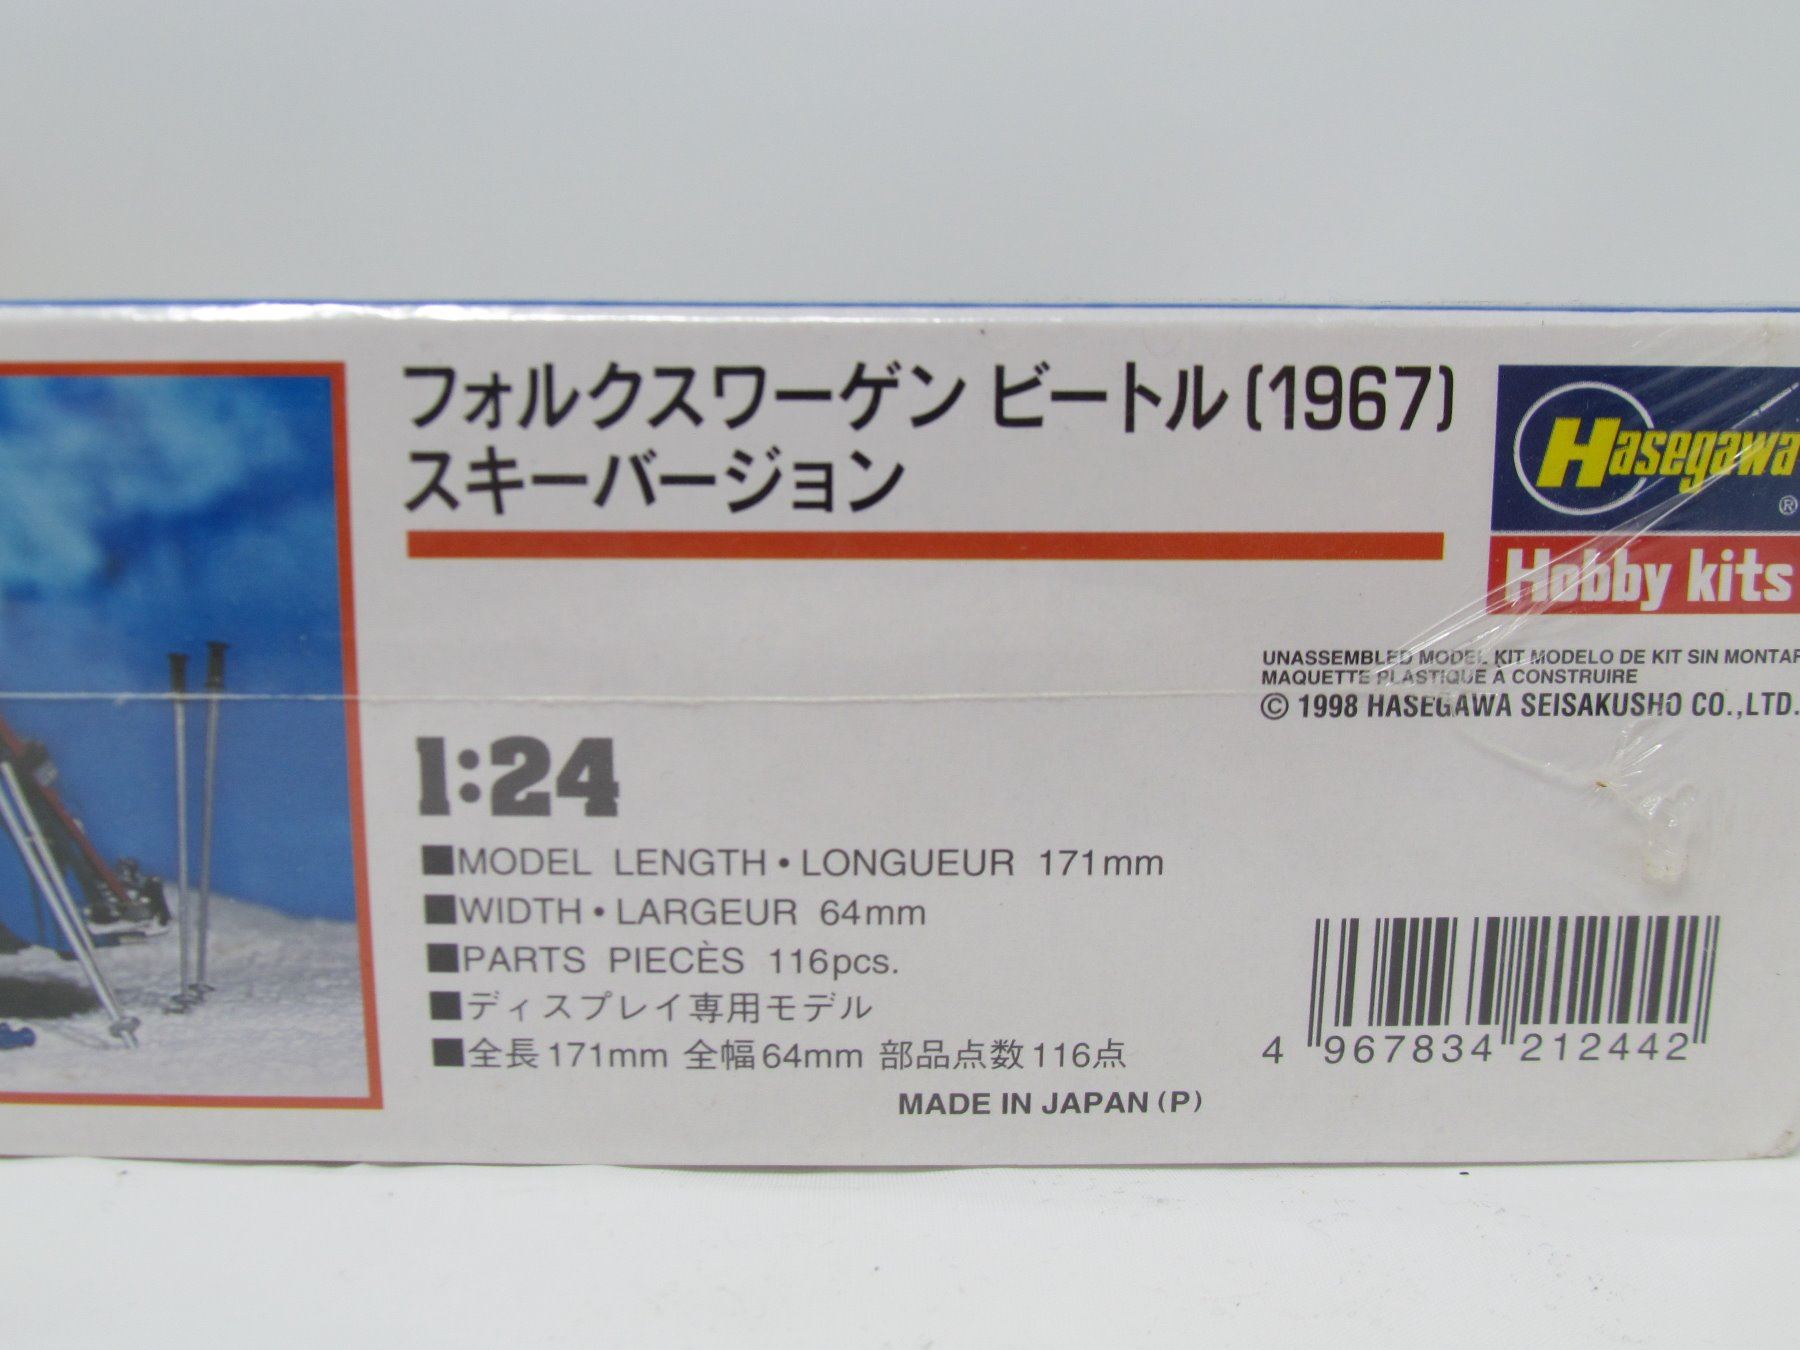 フォルクスワーゲン ビートル(1967)
スキーバージョン
Hasegawa
®
Hobby kits
UNASSEMBLED MODEL KIT MODELO DE KIT SIN MONTAR
MAQUETTE PLASTIQUE À CONSTRUIRE
© 1998 HASEGAWA SEISAKUSHO CO.,LTD.
1:24
■MODEL LENGTH・LONGUEUR 171mm
■WIDTH・LARGEUR 64mm
■PARTS PIECÈS 116pcs.
■ディスプレイ専用モデル
■全長171mm 全幅64mm 部品点数116点
MADE IN JAPAN (P)
4 967834 212442